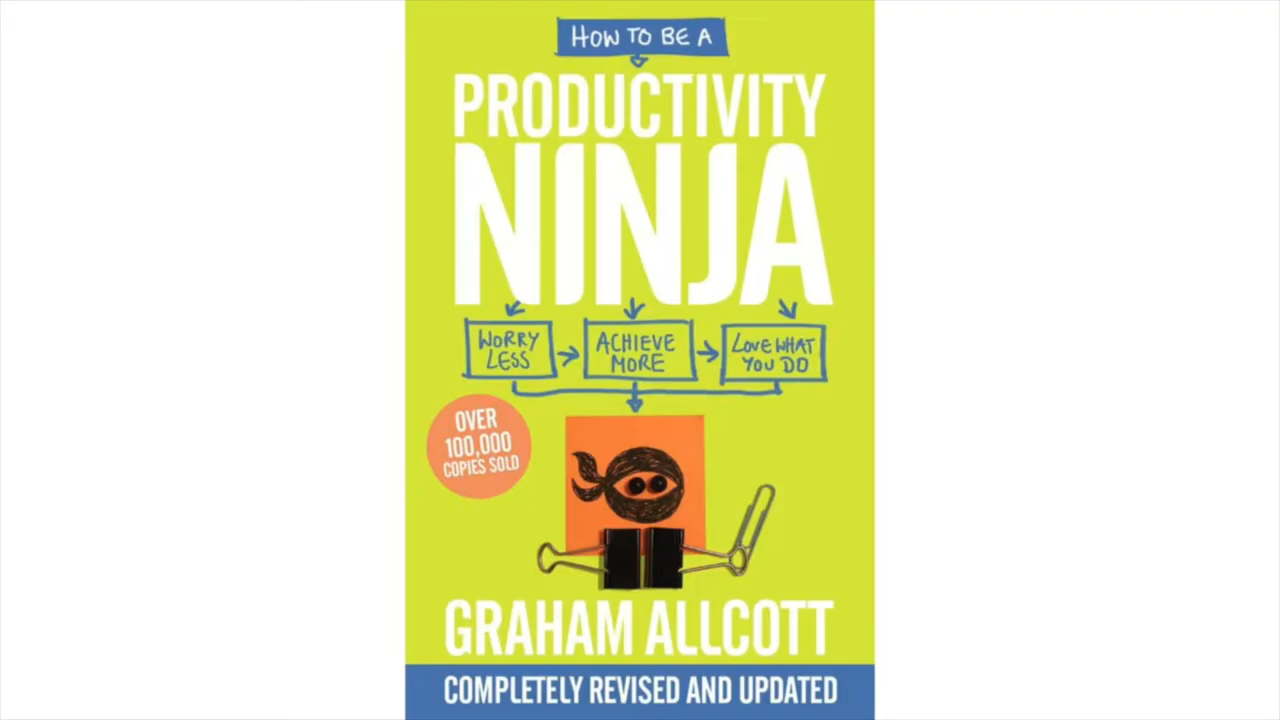 HOW TO BE A
PRODUCTIVITY
NINJA
WORRY
LESS
ACHIEVE
MORE
LOVE WHAT
YOU DO
OVER
100,000
COPIES SOLD
GRAHAM ALLCOTT
COMPLETELY REVISED AND UPDATED